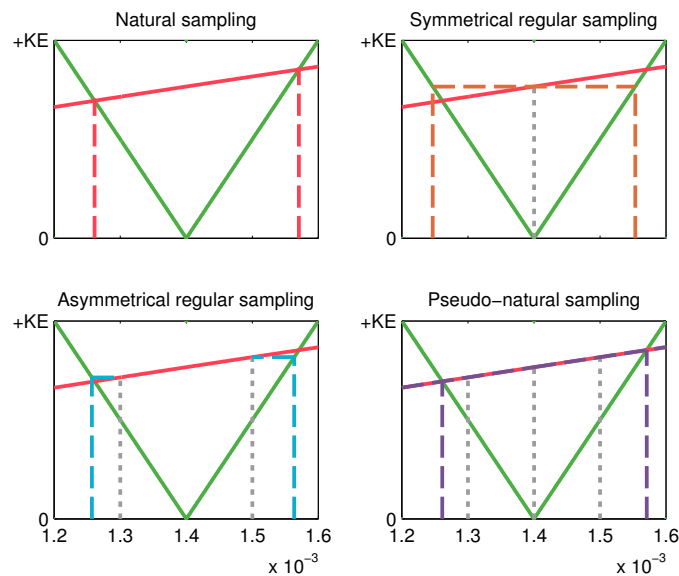 Natural sampling
Symmetrical regular sampling
+KE
0
+KE
0
Asymmetrical regular sampling
Pseudo−natural sampling
+KE
0
1.2 1.3 1.4 1.5 1.6
x 10⁻³
+KE
0
1.2 1.3 1.4 1.5 1.6
x 10⁻³